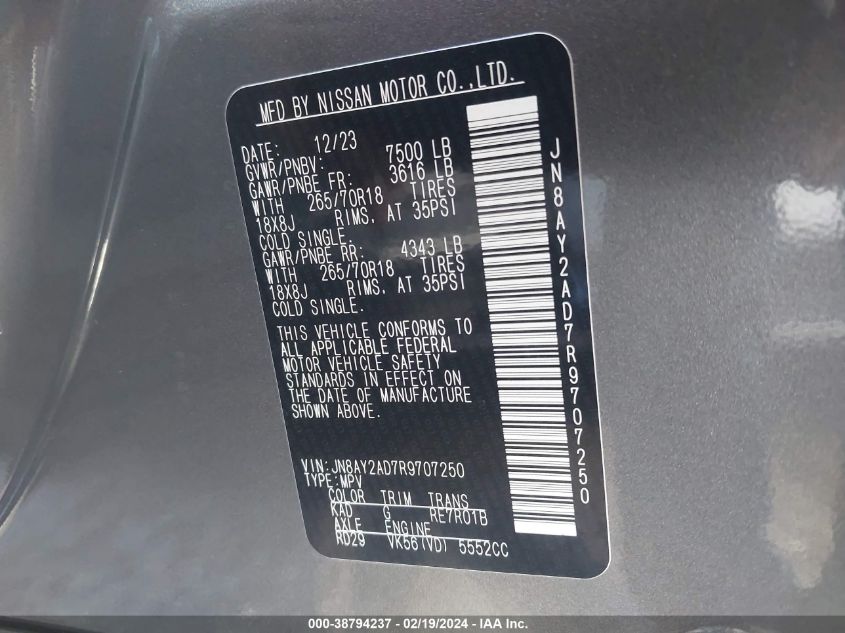 MFD BY NISSAN MOTOR CO.,LTD.
DATE: 12/23
GVWR/PNBV: 7500 LB
GAWR/PNBE FR: 3616 LB
WITH 265/70R18 TIRES
18X8J RIMS, AT 35PSI
COLD SINGLE.
GAWR/PNBE RR: 4343 LB
WITH 265/70R18 TIRES
18X8J RIMS, AT 35PSI
COLD SINGLE.
THIS VEHICLE CONFORMS TO
ALL APPLICABLE FEDERAL
MOTOR VEHICLE SAFETY
STANDARDS IN EFFECT ON
THE DATE OF MANUFACTURE
SHOWN ABOVE.
VIN:JN8AY2AD7R9707250
TYPE:MPV
COLOR TRIM TRANS
KAD G RE7R01B
AXLE ENGINE
RD29 VK56(VD) 5552CC
JN8AY2AD7R9707250
000-38794237 - 02/19/2024 - IAA Inc.